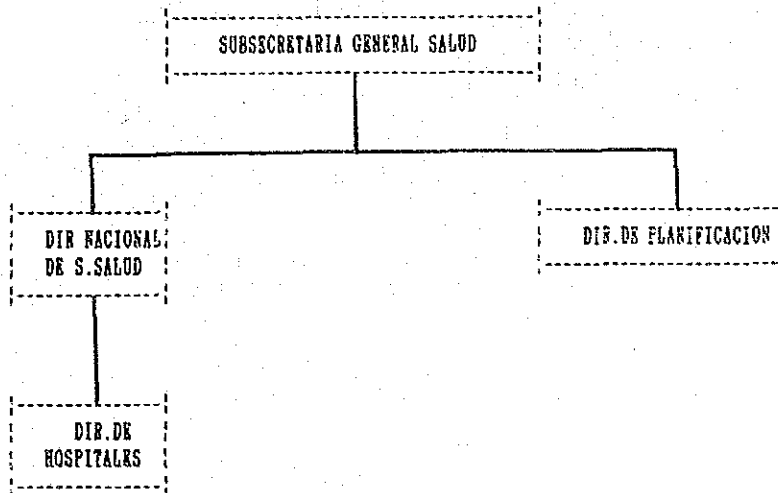 SUBSECRETARIA GENERAL SALUD
DIR NACIONAL
DE S.SALUD
DIR.DE PLANIFICACION
DIR.DE
HOSPITALES